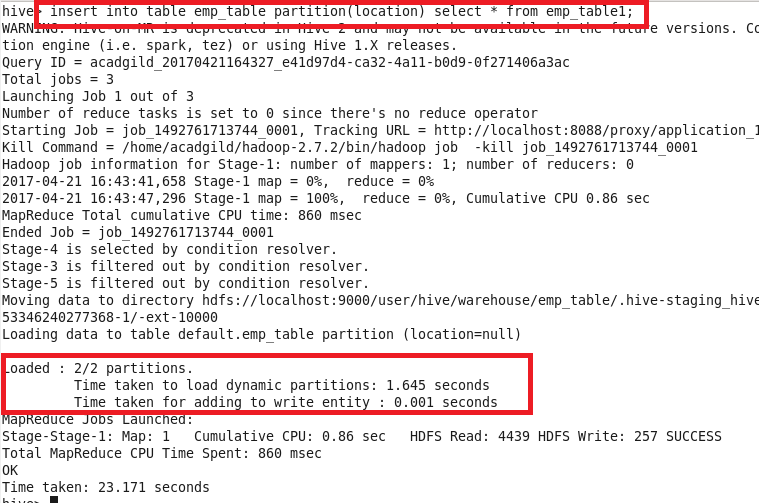 hive> insert into table emp_table partition(location) select * from emp_table1;
WARNING: Hive-on-MR is deprecated in Hive 2 and may not be available in the future versions. Co
tion engine (i.e. spark, tez) or using Hive 1.X releases.
Query ID = acadgild_20170421164327_e41d97d4-ca32-4a11-b0d9-0f271406a3ac
Total jobs = 3
Launching Job 1 out of 3
Number of reduce tasks is set to 0 since there's no reduce operator
Starting Job = job_1492761713744_0001, Tracking URL = http://localhost:8088/proxy/application_1
Kill Command = /home/acadgild/hadoop-2.7.2/bin/hadoop job  -kill job_1492761713744_0001
Hadoop job information for Stage-1: number of mappers: 1; number of reducers: 0
2017-04-21 16:43:41,658 Stage-1 map = 0%,  reduce = 0%
2017-04-21 16:43:47,296 Stage-1 map = 100%,  reduce = 0%, Cumulative CPU 0.86 sec
MapReduce Total cumulative CPU time: 860 msec
Ended Job = job_1492761713744_0001
Stage-4 is selected by condition resolver.
Stage-3 is filtered out by condition resolver.
Stage-5 is filtered out by condition resolver.
Moving data to directory hdfs://localhost:9000/user/hive/warehouse/emp_table/.hive-staging_hive
53346240277368-1/-ext-10000
Loading data to table default.emp_table partition (location=null)
Loaded : 2/2 partitions.
Time taken to load dynamic partitions: 1.645 seconds
Time taken for adding to write entity : 0.001 seconds
MapReduce Jobs Launched:
Stage-Stage-1: Map: 1   Cumulative CPU: 0.86 sec   HDFS Read: 4439 HDFS Write: 257 SUCCESS
Total MapReduce CPU Time Spent: 860 msec
OK
Time taken: 23.171 seconds
hive>